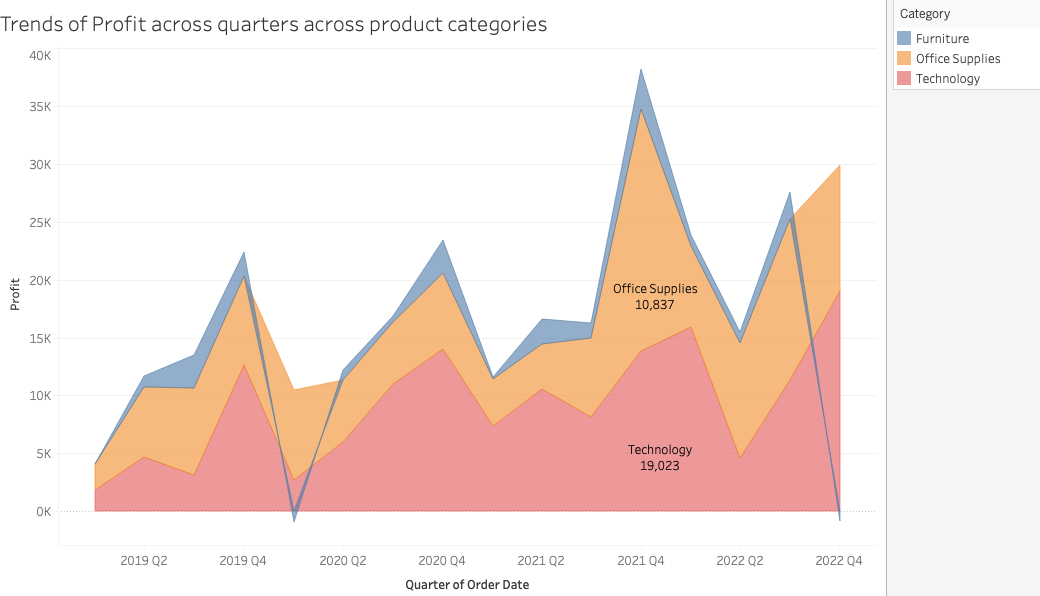 Trends of Profit across quarters across product categories
Category
Furniture
Office Supplies
Technology
40K
35K
30K
25K
20K
15K
10K
5K
0K
Profit
Office Supplies
10,837
Technology
19,023
2019 Q2
2019 Q4
2020 Q2
2020 Q4
2021 Q2
2021 Q4
2022 Q2
2022 Q4
Quarter of Order Date